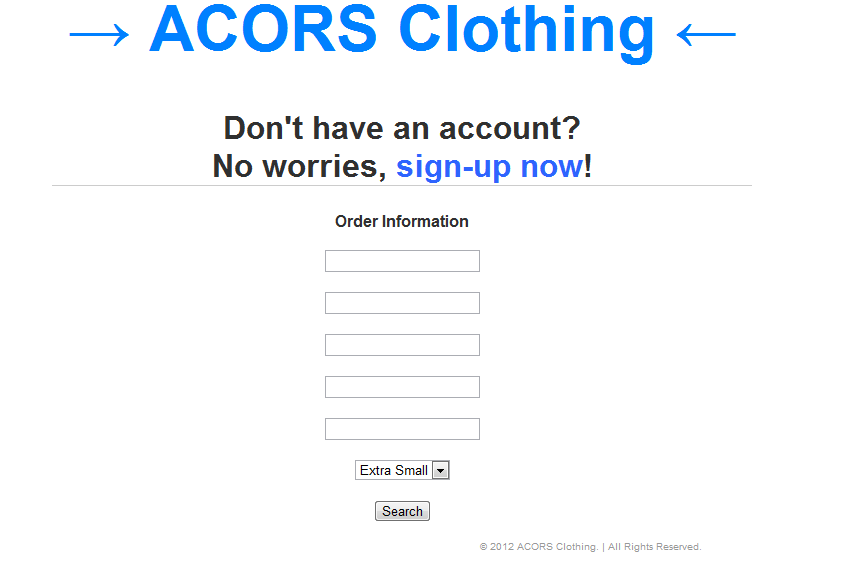 → ACORS Clothing ←
Don't have an account?
No worries, sign-up now!
Order Information
Extra Small
Search
© 2012 ACORS Clothing. | All Rights Reserved.